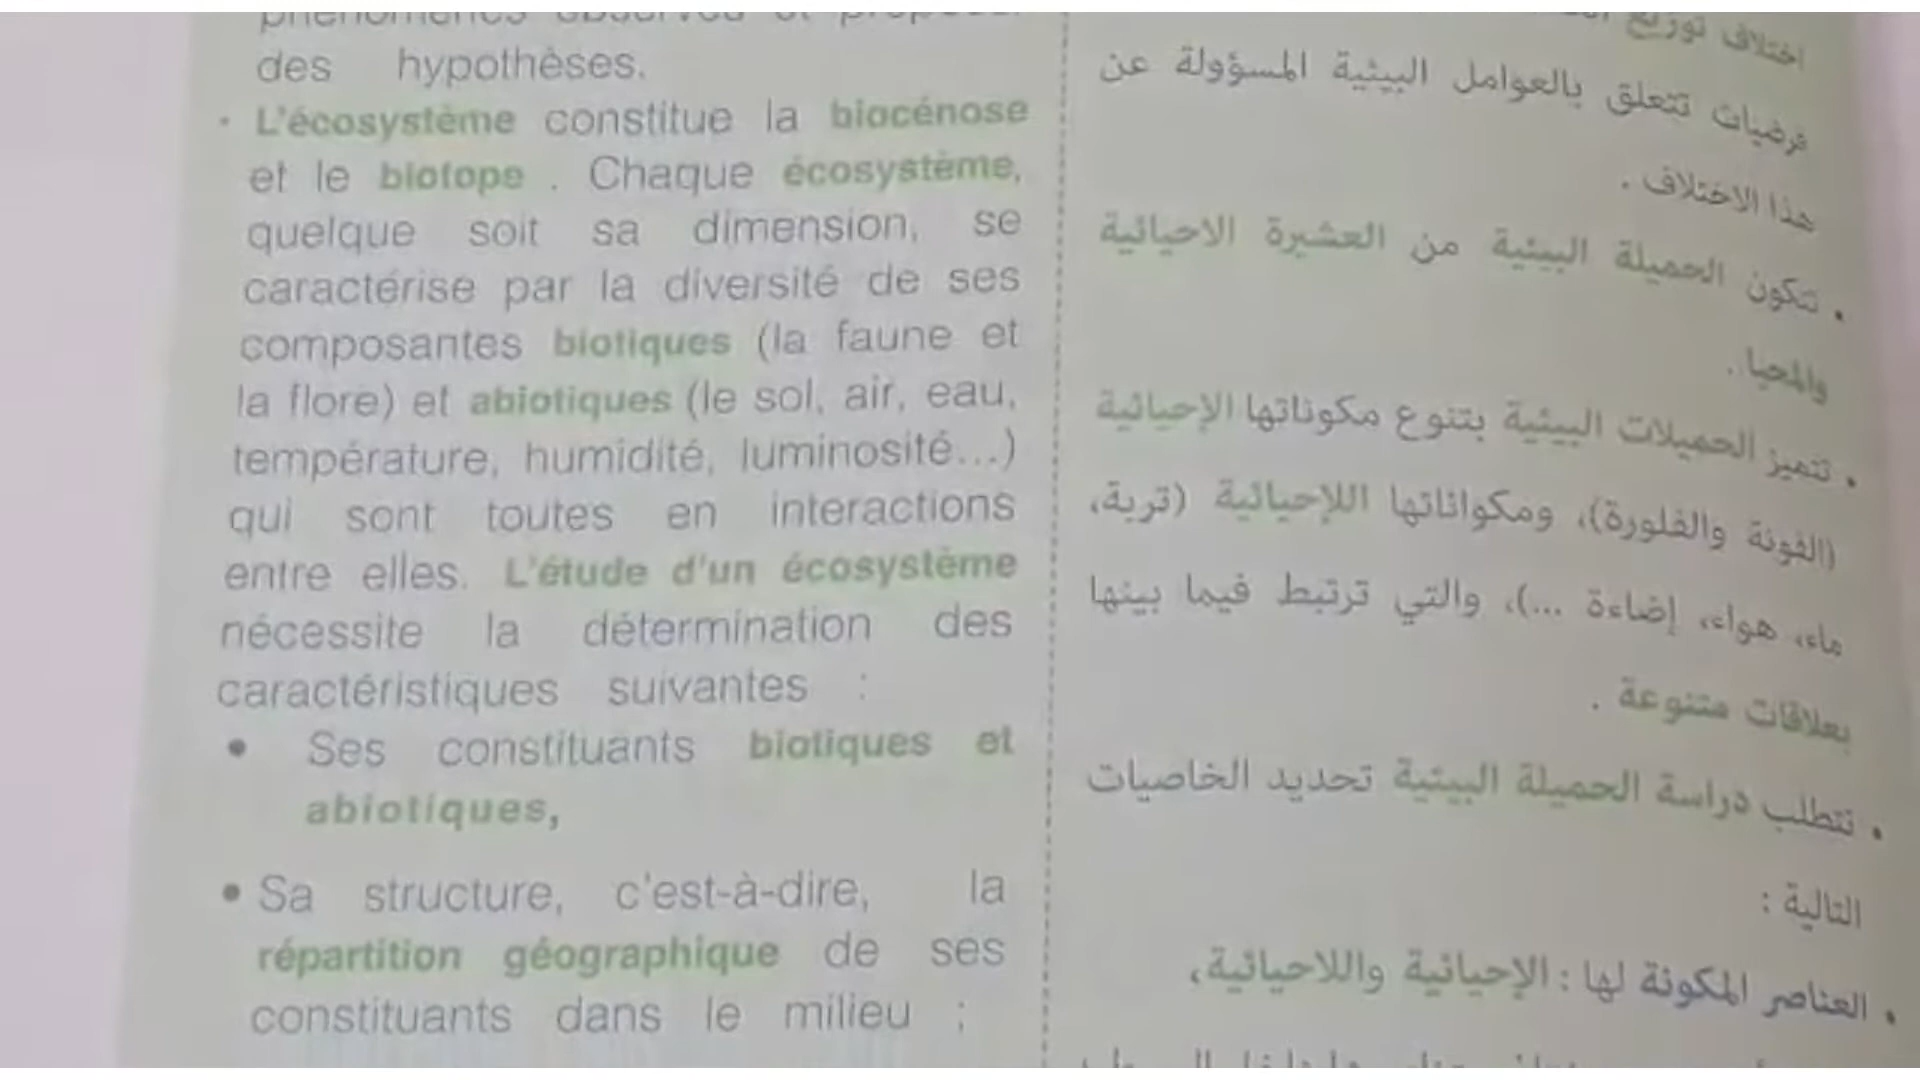 des hypothèses.
• L'écosystème constitue la biocénose
et le biotope . Chaque écosystème,
quelque soit sa dimension, se
caractérise par la diversité de ses
composantes biotiques (la faune et
la flore) et abiotiques (le sol, air, eau,
température, humidité, luminosité...)
qui sont toutes en interactions
entre elles. L'étude d'un écosystème
nécessite la détermination des
caractéristiques suivantes :
• Ses constituants biotiques et
abiotiques,
• Sa structure, c'est-à-dire, la
répartition géographique de ses
constituants dans le milieu ;
اختلاف توزيع
فرضيات تتعلق بالعوامل البيئية المسؤولة عن
هذا الاختلاف .
• تتكون الحميلة البيئية من العشيرة الاحيائية
والمحيا .
• تتميز الحميلات البيئية بتنوع مكوناتها الإحيائية
(الفونة والفلورة)، ومكواناتها اللاحيائية (تربة،
ماء، هواء، إضاءة ...)، والتي ترتبط فيما بينها
بعلاقات متنوعة .
• تتطلب دراسة الحميلة البيئية تحديد الخاصيات
التالية :
• العناصر المكونة لها : الإحيائية واللاحيائية،